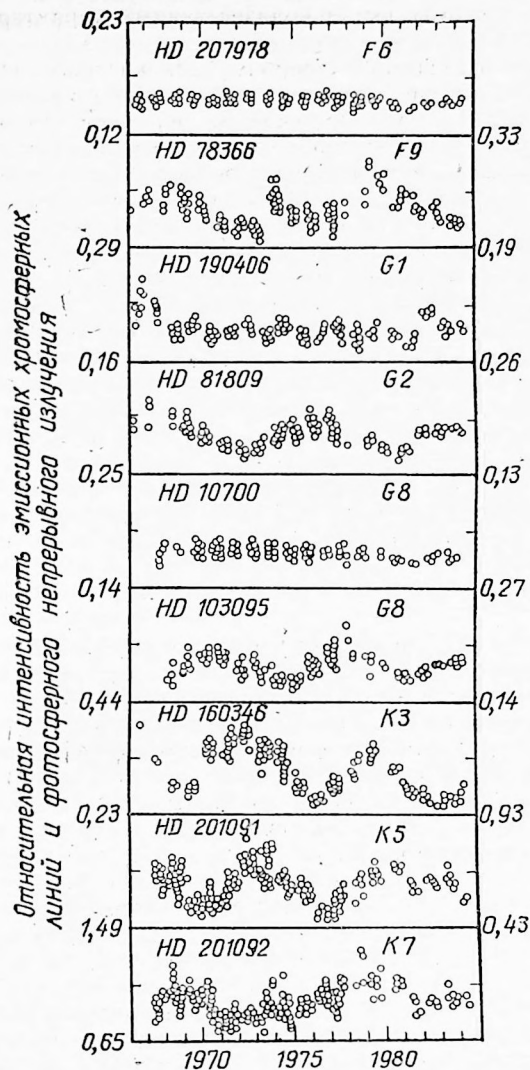 Относительная интенсивность эмиссионных хромосферных
линий и фотосферного непрерывного излучения
0,23
HD 207978 F6
0,12 0,33
HD 78366 F9
0,29 0,19
HD 190406 G1
0,16 0,26
HD 81809 G2
0,25 0,13
HD 10700 G8
0,14 0,27
HD 103095 G8
0,44 0,14
HD 160346 K3
0,23 0,93
HD 201091 K5
1,49 0,43
HD 201092 K7
0,65
1970 1975 1980